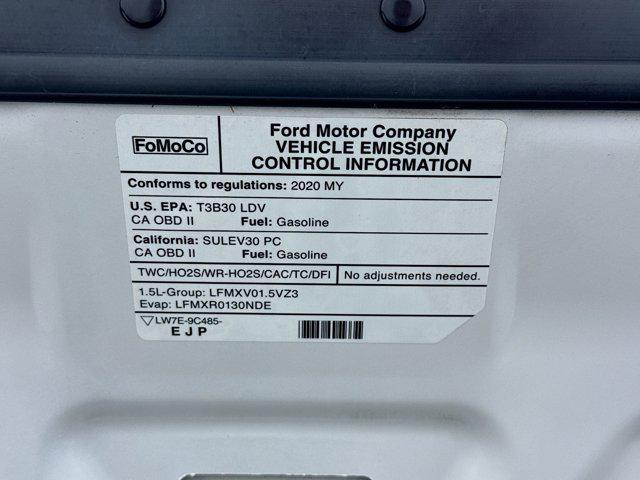 FoMoCo
Ford Motor Company
VEHICLE EMISSION
CONTROL INFORMATION
Conforms to regulations: 2020 MY
U.S. EPA: T3B30 LDV
CA OBD II Fuel: Gasoline
California: SULEV30 PC
CA OBD II Fuel: Gasoline
TWC/HO2S/WR-HO2S/CAC/TC/DFI No adjustments needed.
1.5L-Group: LFMXV01.5VZ3
Evap: LFMXR0130NDE
LW7E-9C485-
EJP